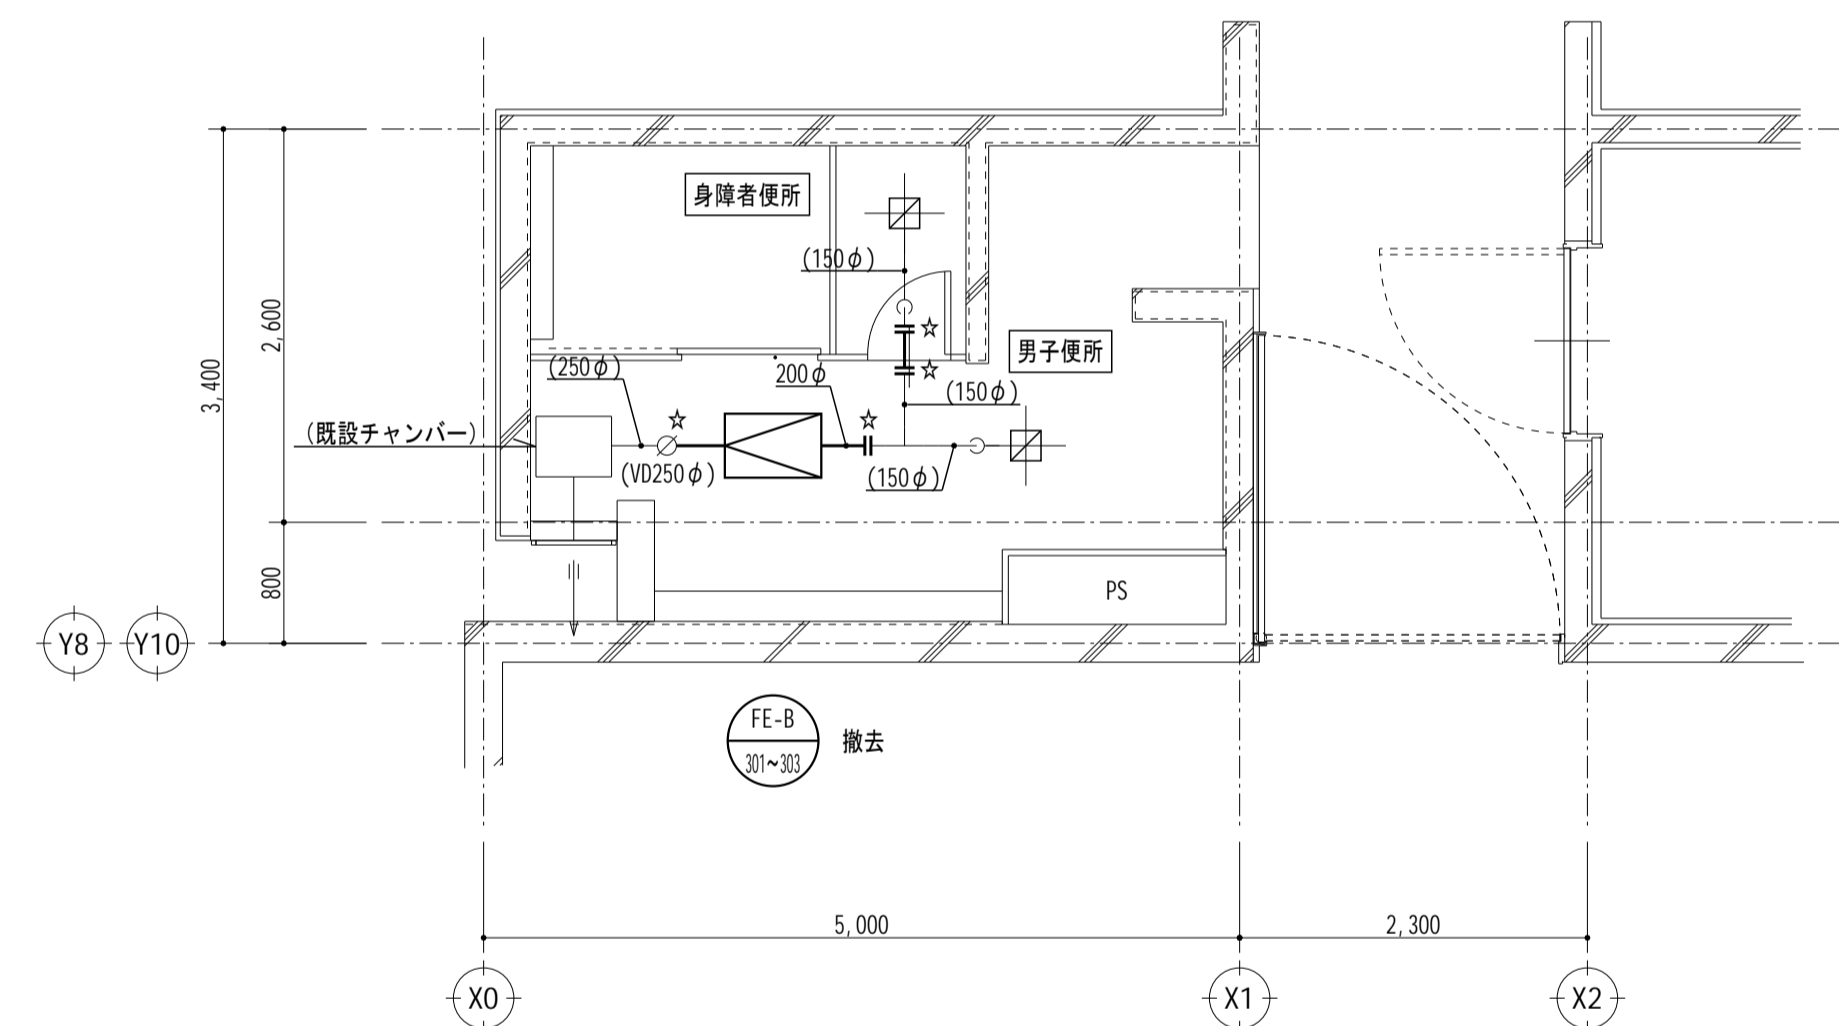 身障者便所
(150φ)
☆
男子便所
☆
(250φ)
200φ
(150φ)
☆
☆
(既設チャンバー)
(VD250φ)
(150φ)
3,400
2,600
800
PS
Y8
Y10
FE-B
301~303
撤去
5,000
2,300
X0
X1
X2